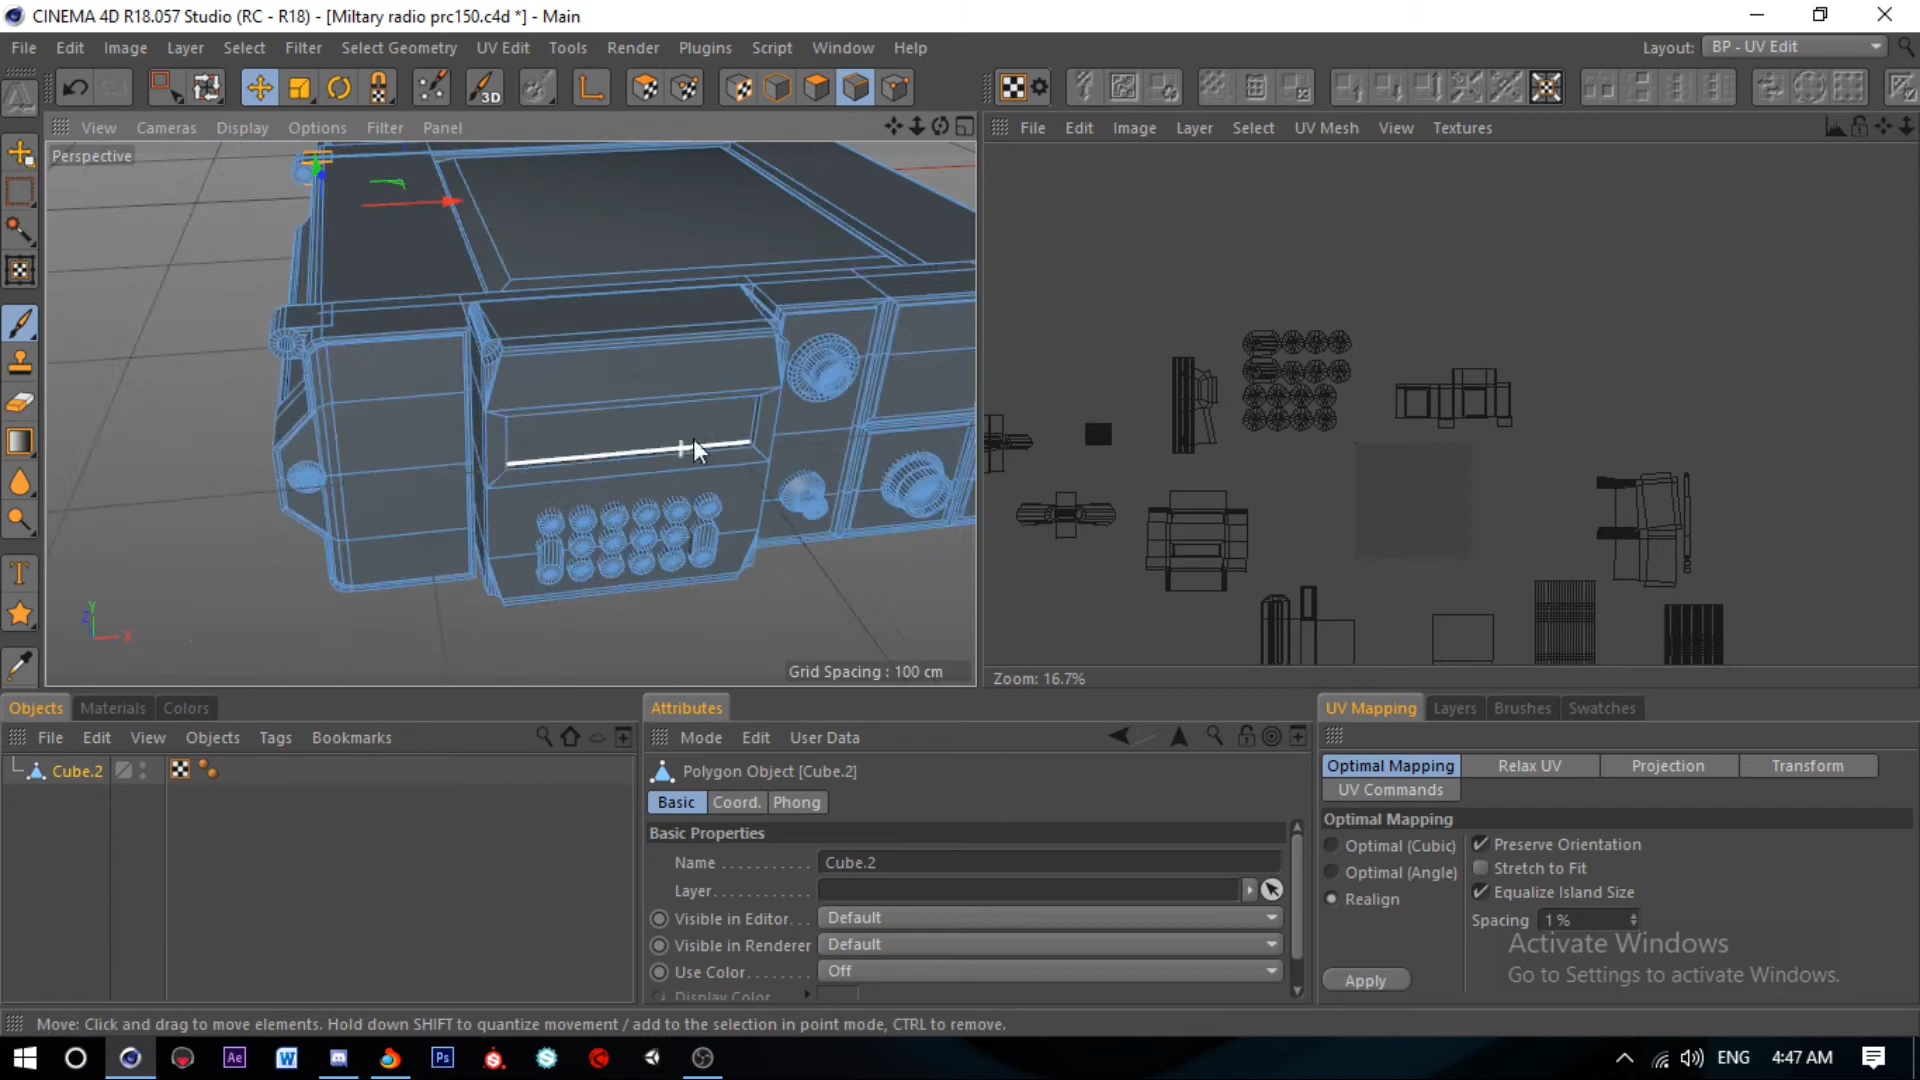 CINEMA 4D R18.057 Studio (RC - R18) - [Miltary radio prc150.c4d *] - Main
File Edit Image Layer Select Filter Select Geometry UV Edit Tools Render Plugins Script Window Help Layout: BP - UV Edit
3D
View Cameras Display Options Filter Panel
File Edit Image Layer Select UV Mesh View Textures
Perspective
Y
Z
X
Grid Spacing : 100 cm
Zoom: 16.7%
Objects Materials Colors
Attributes
UV Mapping Layers Brushes Swatches
File Edit View Objects Tags Bookmarks
Mode Edit User Data
Cube.2
Polygon Object [Cube.2]
Basic Coord. Phong
Basic Properties
Name Cube.2
Layer
Visible in Editor Default
Visible in Renderer Default
Use Color Off
Display Color
Optimal Mapping Relax UV Projection Transform
UV Commands
Optimal Mapping
Optimal (Cubic) Preserve Orientation
Optimal (Angle) Stretch to Fit
Realign Equalize Island Size
Spacing 1 %
Activate Windows
Go to Settings to activate Windows.
Apply
Move: Click and drag to move elements. Hold down SHIFT to quantize movement / add to the selection in point mode, CTRL to remove.
Ae W Ps ENG 4:47 AM